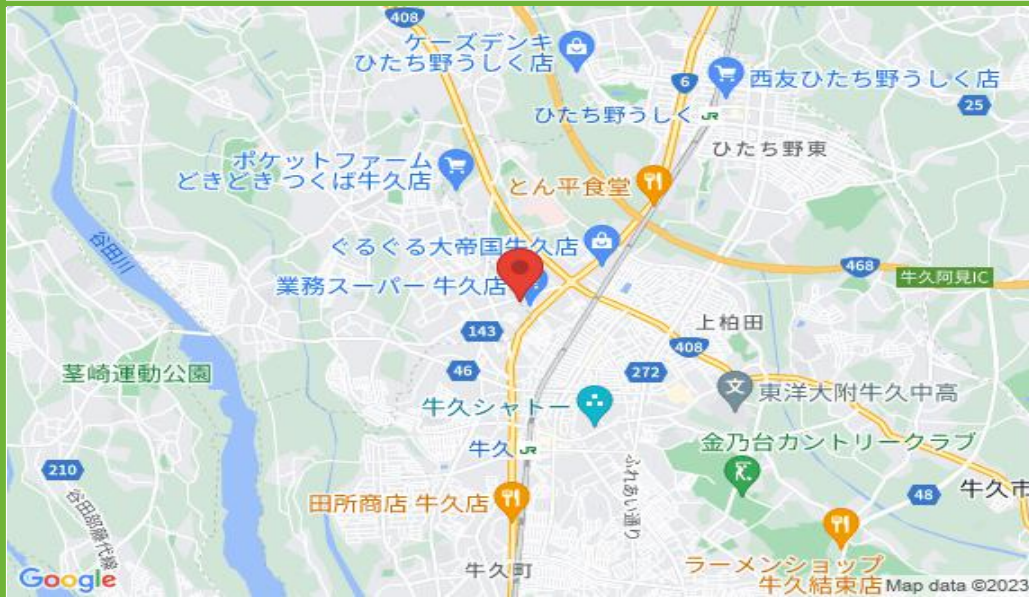 408
ケーズデンキ
ひたち野うしく店
6
西友ひたち野うしく店
25
ひたち野うしく JR
ひたち野東
ポケットファーム
どきどき つくば牛久店
とん平食堂
谷田川
ぐるぐる大帝国牛久店
468
牛久阿見IC
業務スーパー 牛久店
143
上柏田
408
茎崎運動公園
46
272
東洋大附牛久中高
牛久シャトー
金乃台カントリークラブ
牛久 JR
210
谷田部藤代線
ふれあい通り
48
牛久市
田所商店 牛久店
牛久町
ラーメンショップ
牛久結束店
Google
Map data ©2023